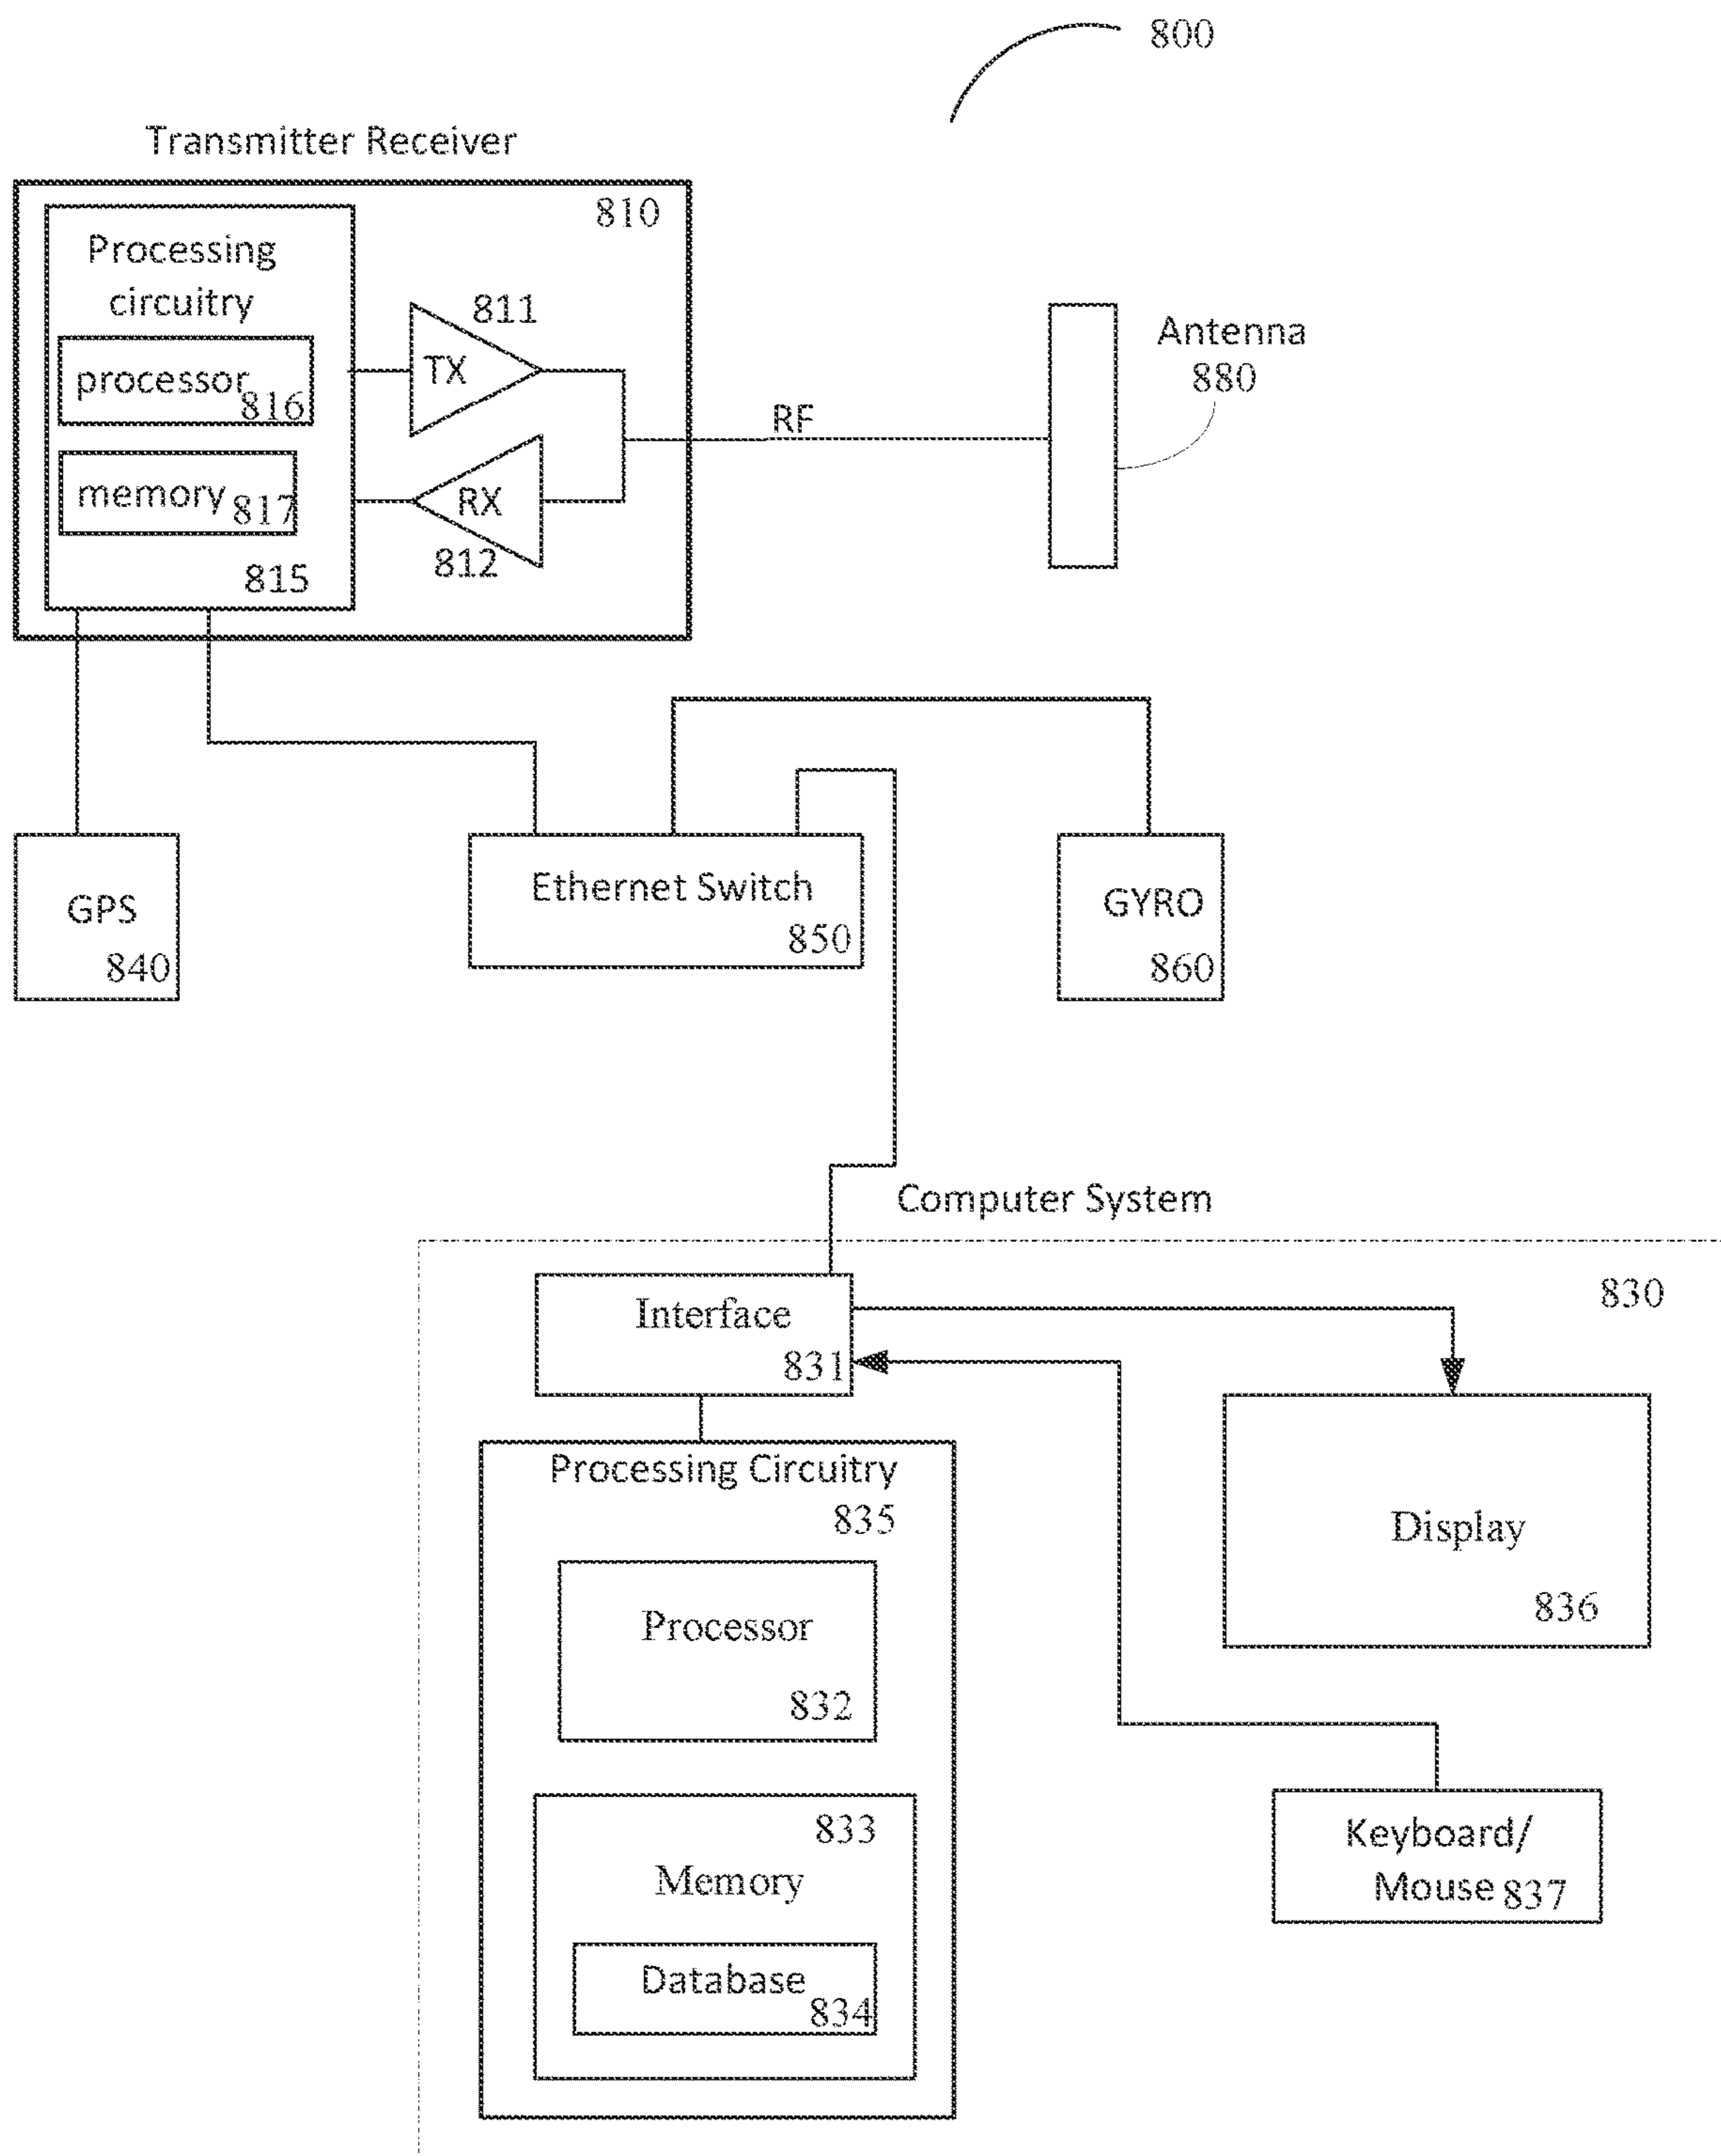 800
Transmitter Receiver
810
Processing
circuitry
processor
816
memory
817
815
811
TX
RX
812
RF
Antenna
880
GPS
840
Ethernet Switch
850
GYRO
860
Computer System
830
Interface
831
Processing Circuitry
835
Processor
832
833
Memory
Database
834
Display
836
Keyboard/
Mouse 837